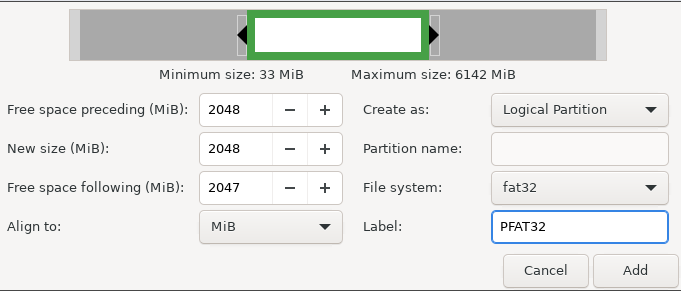 Minimum size: 33 MiB Maximum size: 6142 MiB
Free space preceding (MiB): 2048 − + Create as: Logical Partition
New size (MiB): 2048 − + Partition name:
Free space following (MiB): 2047 − + File system: fat32
Align to: MiB Label: PFAT32
Cancel Add